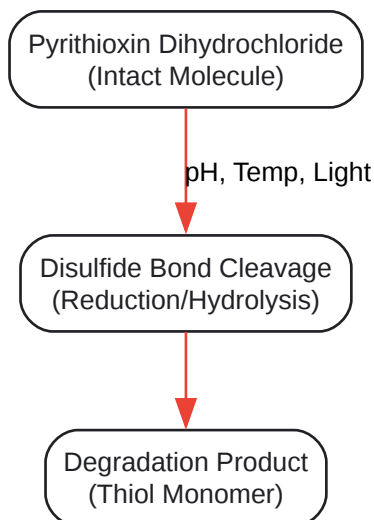 Pyrithioxin Dihydrochloride
(Intact Molecule)
pH, Temp, Light
Disulfide Bond Cleavage
(Reduction/Hydrolysis)
Degradation Product
(Thiol Monomer)